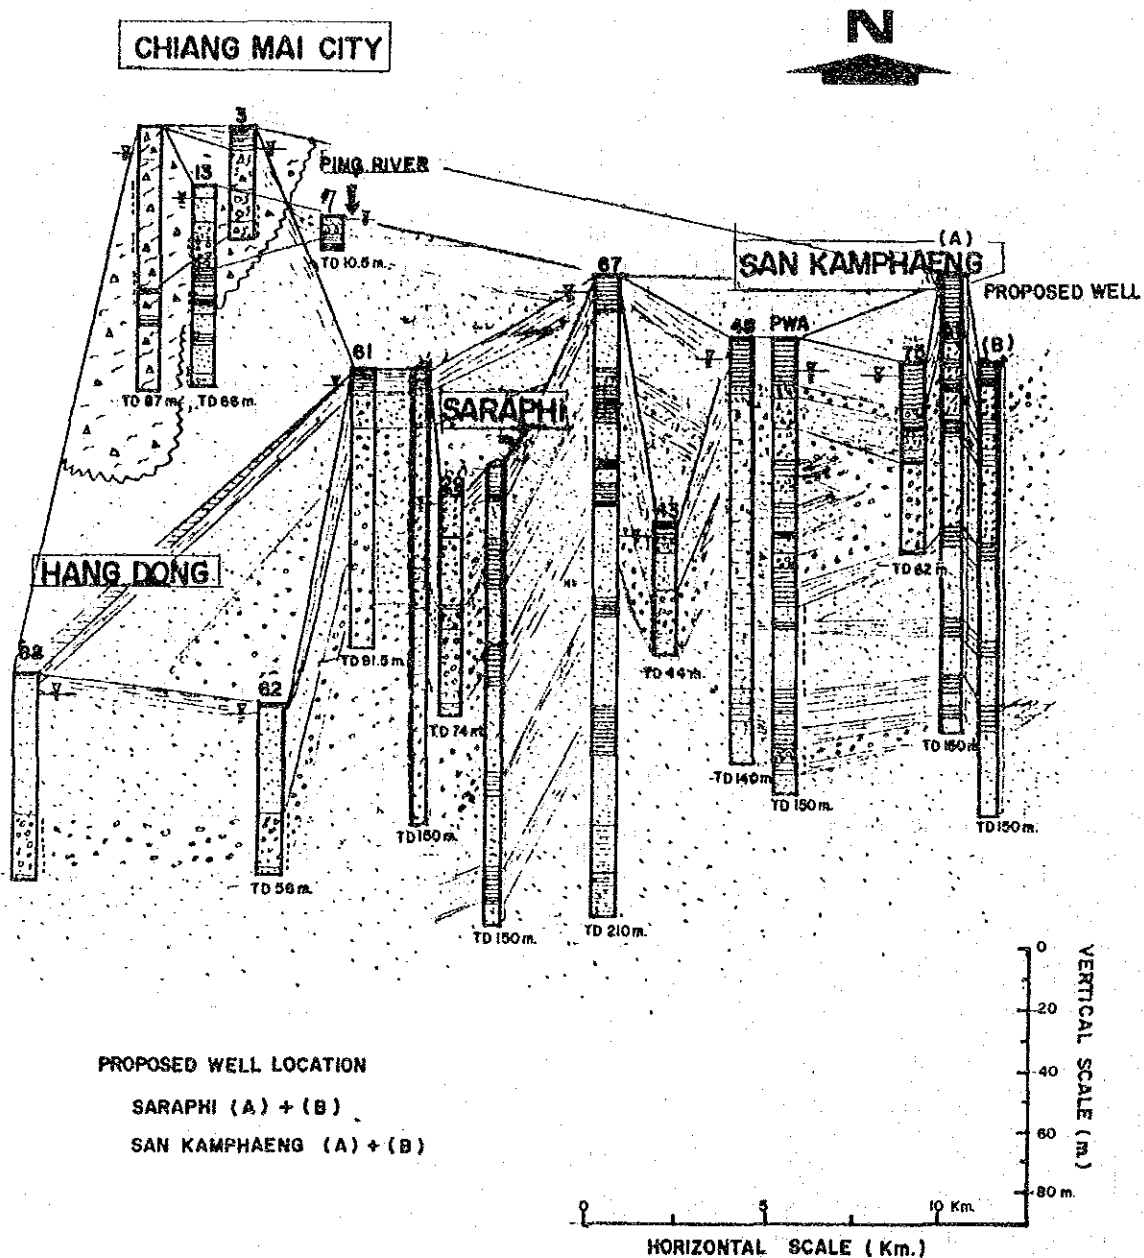 CHIANG MAI CITY
N
3
PING RIVER
13
17
TD 10.5 m.
(A)
67
SAN KAMPHAENG
PROPOSED WELL
48 PWA
75
(B)
61
TD 87 m.
TD 66 m.
SARAPHI
43
HANG DONG
TD 62 m.
TD 91.5 m.
TD 44 m.
62
TD 74 m.
TD 150 m.
TD 140 m.
TD 150 m.
TD 150 m.
TD 150 m.
TD 56 m.
TD 150 m.
TD 210 m.
0
20
40
60
80 m.
VERTICAL SCALE (m.)
PROPOSED WELL LOCATION
SARAPHI (A) + (B)
SAN KAMPHAENG (A) + (B)
0 5 10 Km.
HORIZONTAL SCALE (Km.)